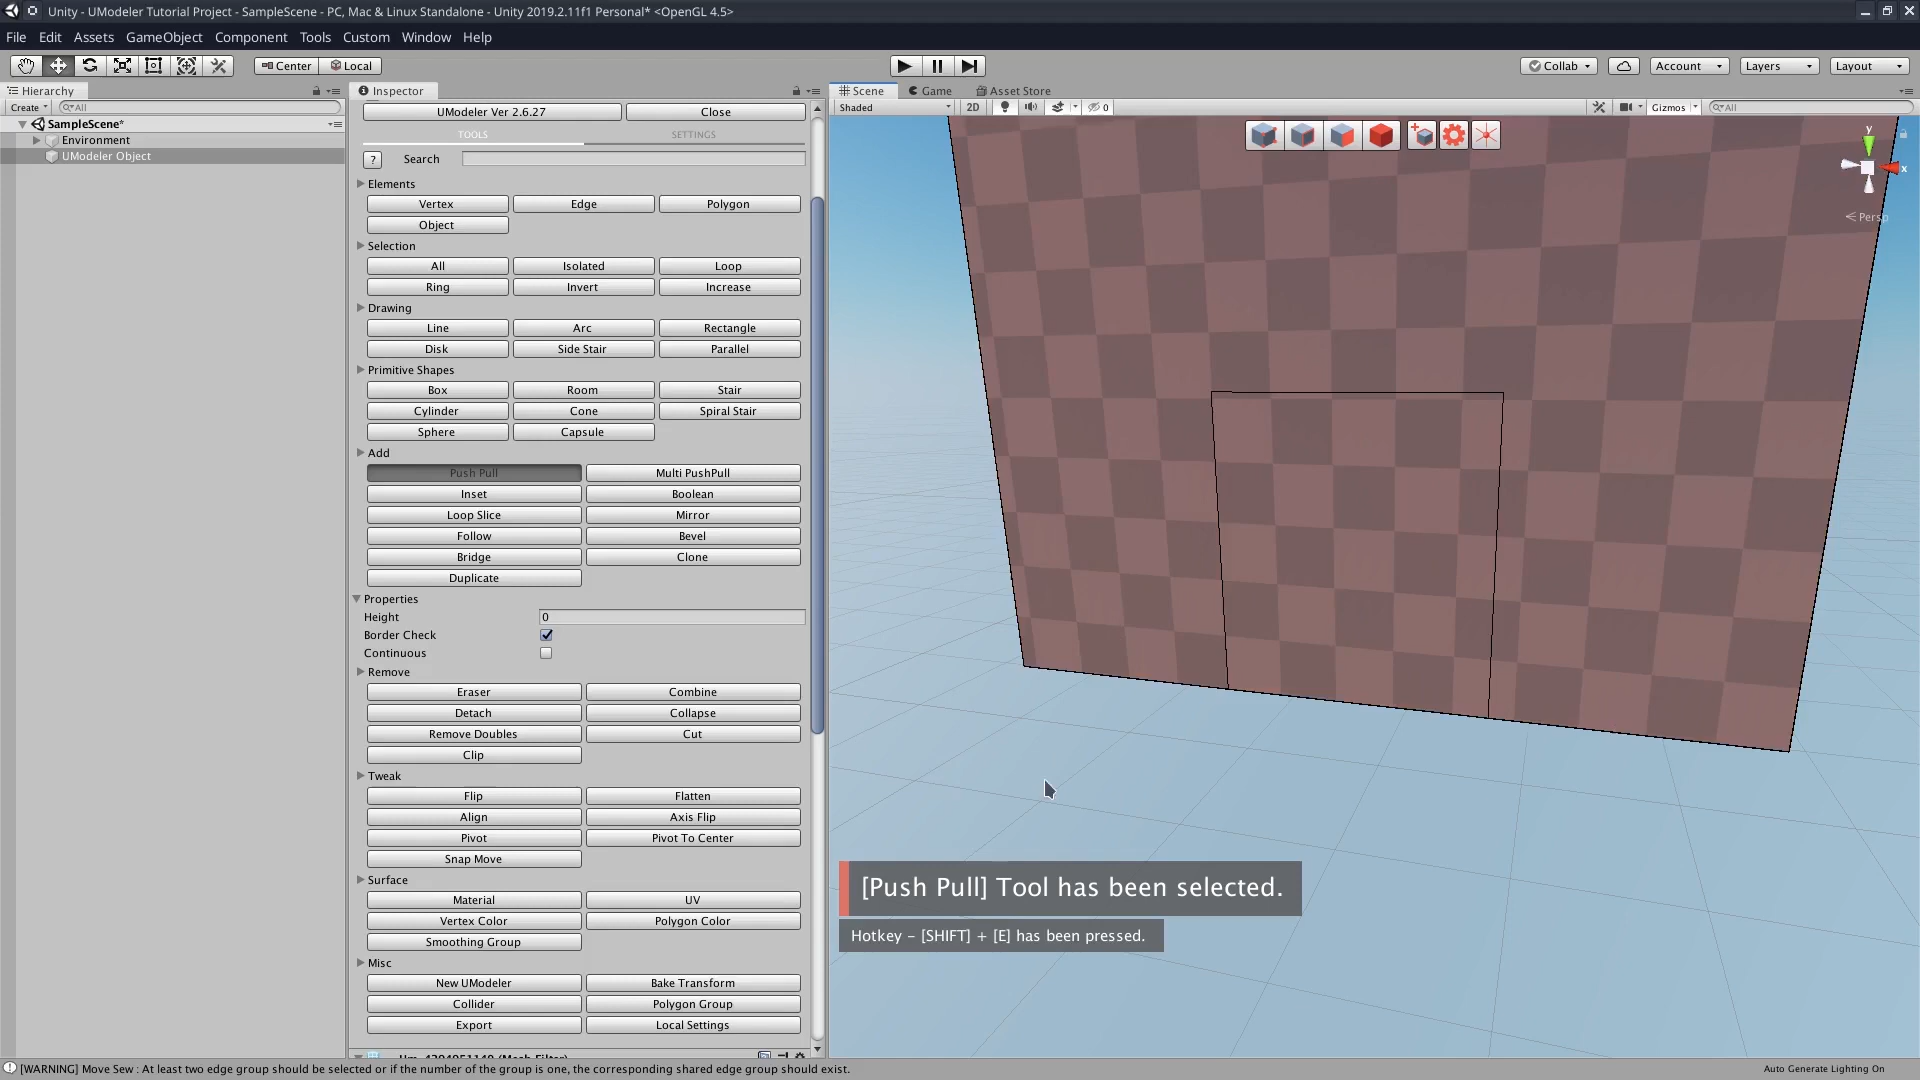 Unity - UModeler Tutorial Project - SampleScene - PC, Mac & Linux Standalone - Unity 2019.2.11f1 Personal* <OpenGL 4.5>
File Edit Assets GameObject Component Tools Custom Window Help
Center Local Collab Account Layers Layout
Hierarchy
Create All
SampleScene*
Environment
UModeler Object
Inspector
UModeler Ver 2.6.27 Close
TOOLS SETTINGS
? Search
Elements
Vertex Edge Polygon
Object
Selection
All Isolated Loop
Ring Invert Increase
Drawing
Line Arc Rectangle
Disk Side Stair Parallel
Primitive Shapes
Box Room Stair
Cylinder Cone Spiral Stair
Sphere Capsule
Add
Push Pull Multi PushPull
Inset Boolean
Loop Slice Mirror
Follow Bevel
Bridge Clone
Duplicate
Properties
Height 0
Border Check
Continuous
Remove
Eraser Combine
Detach Collapse
Remove Doubles Cut
Clip
Tweak
Flip Flatten
Align Axis Flip
Pivot Pivot To Center
Snap Move
Surface
Material UV
Vertex Color Polygon Color
Smoothing Group
Misc
New UModeler Bake Transform
Collider Polygon Group
Export Local Settings
Scene Game Asset Store
Shaded 2D 0 Gizmos All
y
x
Persp
[Push Pull] Tool has been selected.
Hotkey - [SHIFT] + [E] has been pressed.
[WARNING] Move Sew : At least two edge group should be selected or if the number of the group is one, the corresponding shared edge group should exist.
Auto Generate Lighting On